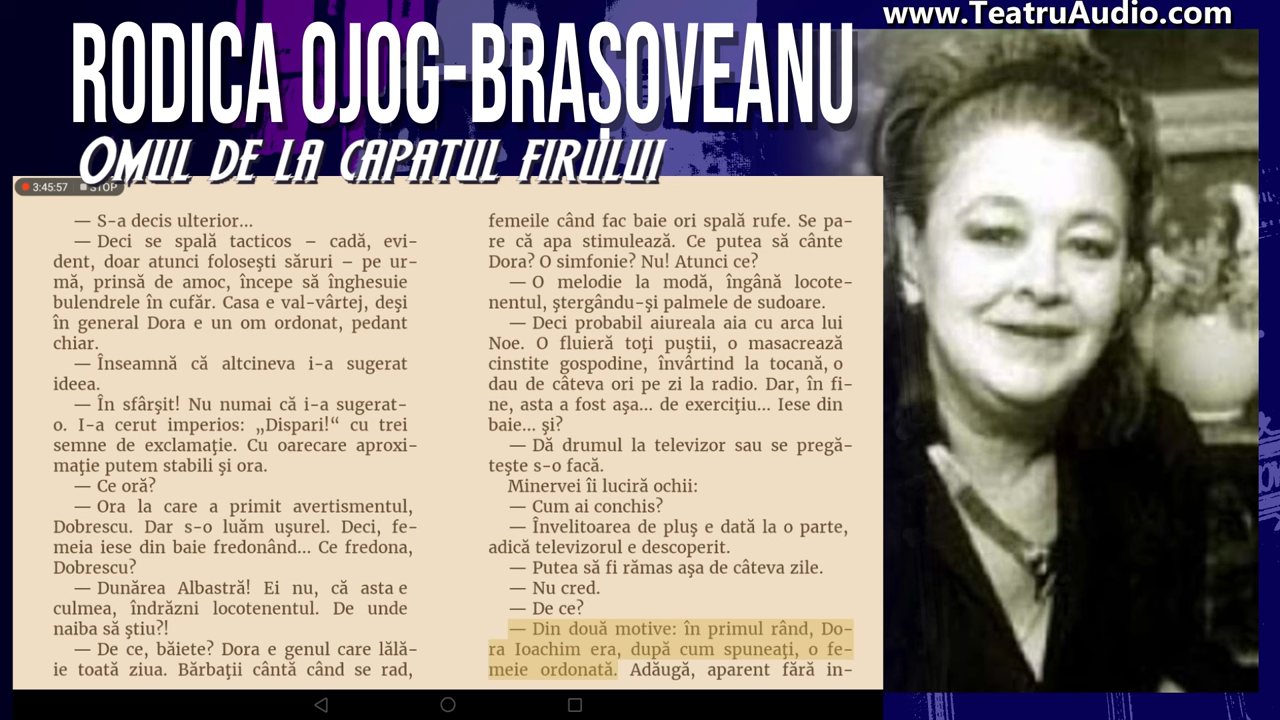 www.TeatruAudio.com
RODICA OJOG-BRAȘOVEANU
OMUL DE LA CAPATUL FIRULUI
3:45:57 STOP
— S-a decis ulterior...
— Deci se spală tacticos – cadă, evi-
dent, doar atunci foloseşti săruri – pe ur-
mă, prinsă de amoc, începe să înghesuie
bulendrele în cufăr. Casa e val-vârtej, deşi
în general Dora e un om ordonat, pedant
chiar.
— Înseamnă că altcineva i-a sugerat
ideea.
— În sfârşit! Nu numai că i-a sugerat-
o. I-a cerut imperios: „Dispari!“ cu trei
semne de exclamaţie. Cu oarecare aproxi-
maţie putem stabili şi ora.
— Ce oră?
— Ora la care a primit avertismentul,
Dobrescu. Dar s-o luăm uşurel. Deci, fe-
meia iese din baie fredonând... Ce fredona,
Dobrescu?
— Dunărea Albastră! Ei nu, că asta e
culmea, îndrăzni locotenentul. De unde
naiba să ştiu?!
— De ce, băiete? Dora e genul care lălă-
ie toată ziua. Bărbaţii cântă când se rad,
femeile când fac baie ori spală rufe. Se pa-
re că apa stimulează. Ce putea să cânte
Dora? O simfonie? Nu! Atunci ce?
— O melodie la modă, îngână locote-
nentul, ştergându-şi palmele de sudoare.
— Deci probabil aiureala aia cu arca lui
Noe. O fluieră toţi puştii, o masacrează
cinstite gospodine, învârtind la tocană, o
dau de câteva ori pe zi la radio. Dar, în fi-
ne, asta a fost aşa... de exerciţiu... Iese din
baie... şi?
— Dă drumul la televizor sau se pregă-
teşte s-o facă.
Minervei îi luciră ochii:
— Cum ai conchis?
— Învelitoarea de pluş e dată la o parte,
adică televizorul e descoperit.
— Putea să fi rămas aşa de câteva zile.
— Nu cred.
— De ce?
— Din două motive: în primul rând, Do-
ra Ioachim era, după cum spuneaţi, o fe-
meie ordonată. Adăugă, aparent fără in-